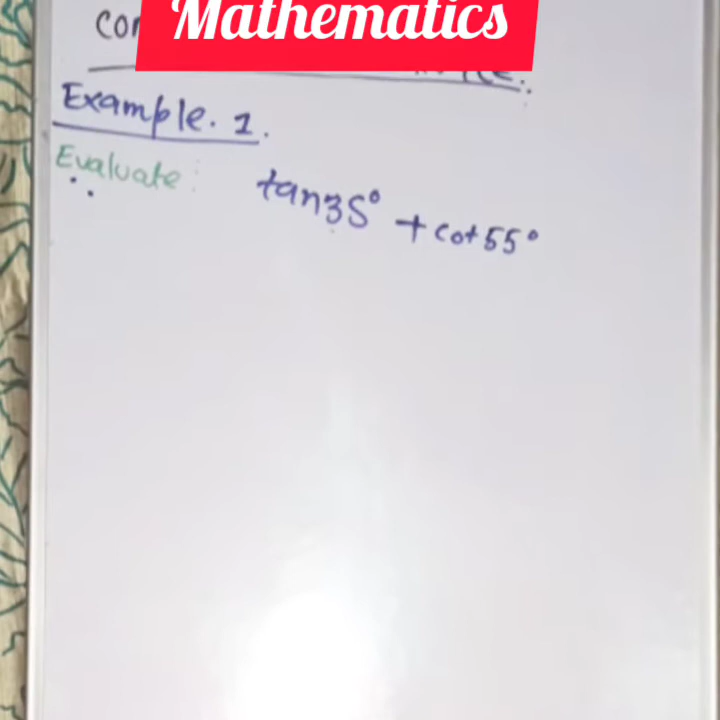 Mathematics
Example. 1.
Evaluate:
tan35° + cot55°